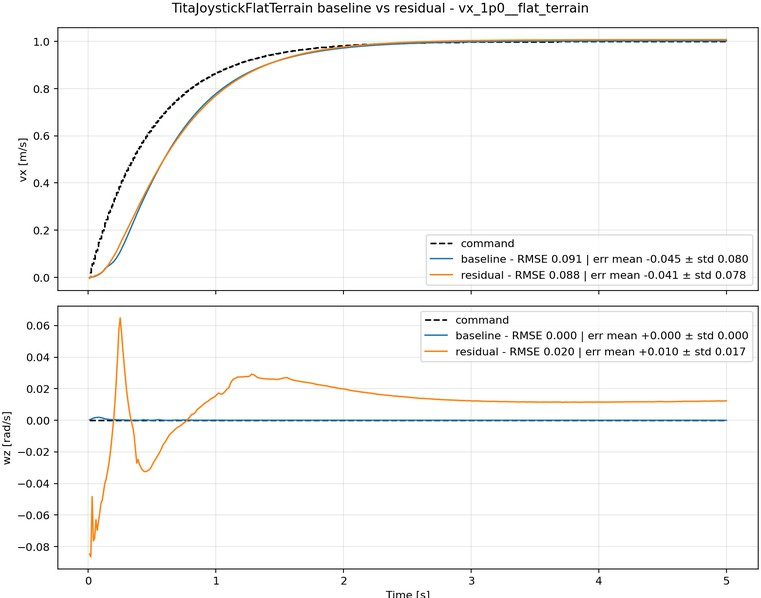 TitaJoystickFlatTerrain baseline vs residual - vx_1p0__flat_terrain
1.0
0.8
0.6
0.4
0.2
0.0
vx [m/s]
command
baseline - RMSE 0.091 | err mean -0.045 ± std 0.080
residual - RMSE 0.088 | err mean -0.041 ± std 0.078
0.06
0.04
0.02
0.00
−0.02
−0.04
−0.06
−0.08
wz [rad/s]
command
baseline - RMSE 0.000 | err mean +0.000 ± std 0.000
residual - RMSE 0.020 | err mean +0.010 ± std 0.017
0 1 2 3 4 5
Time [s]